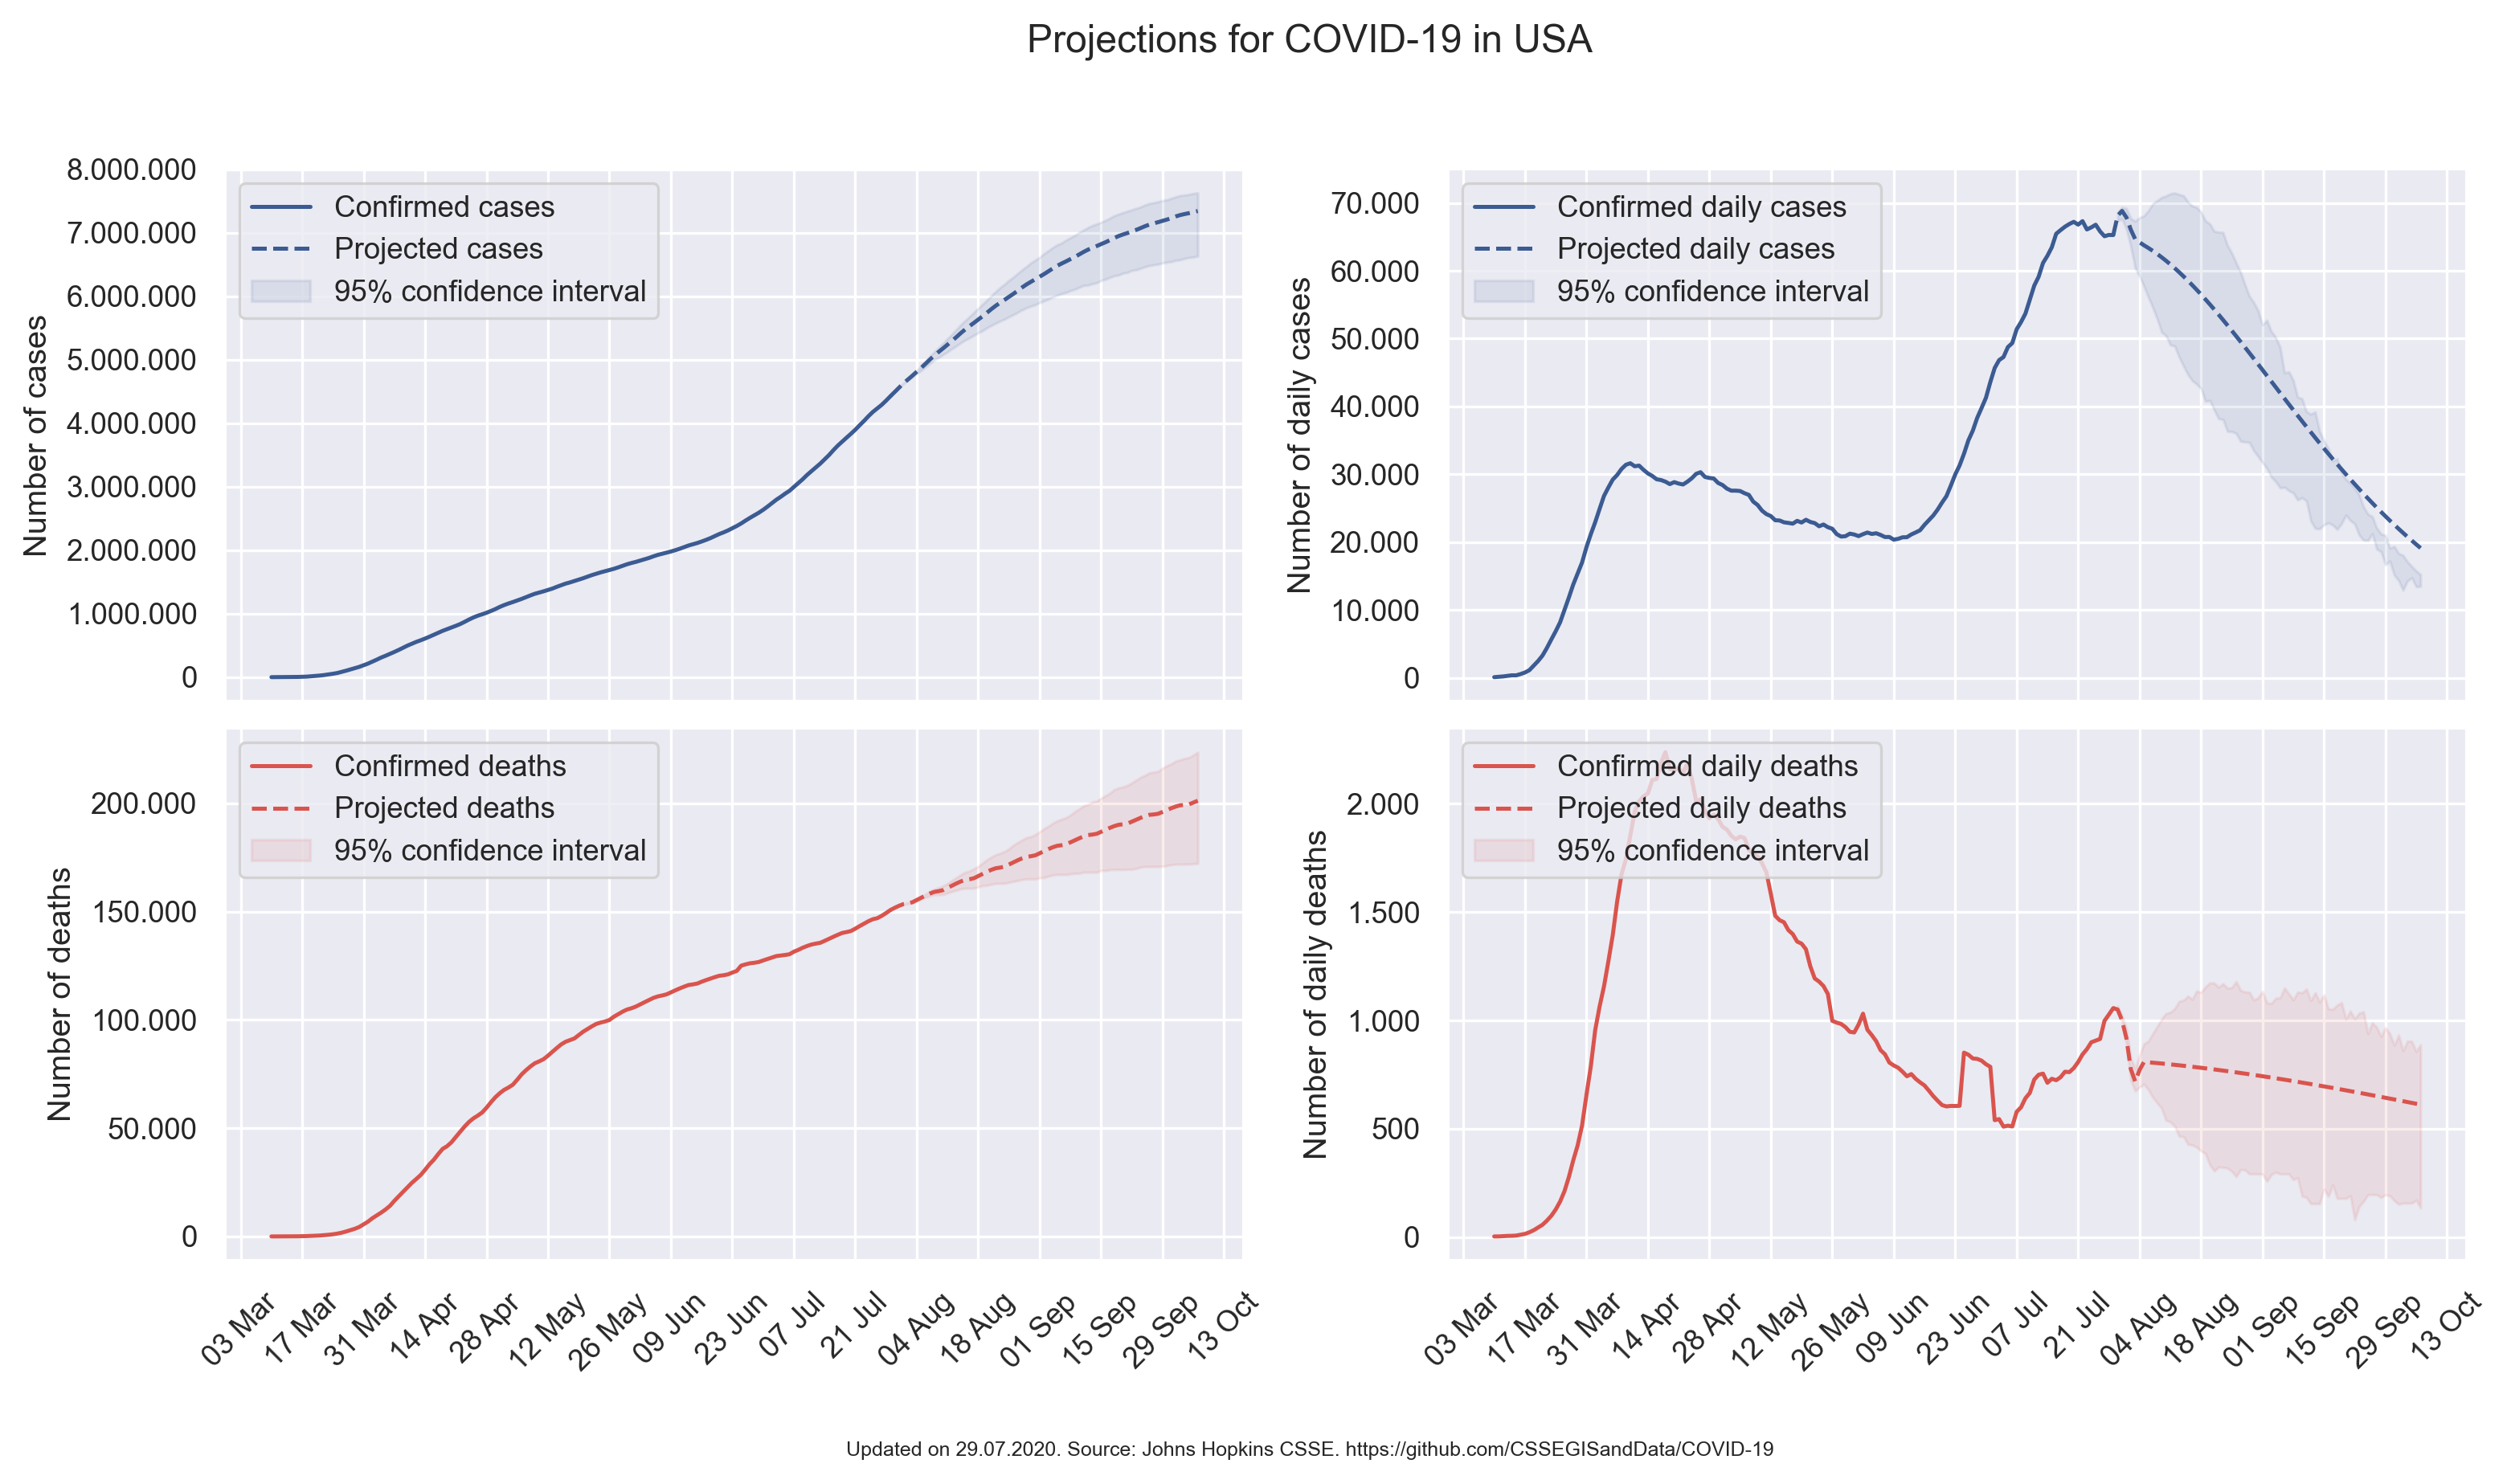 Projections for COVID-19 in USA
8.000.000
7.000.000
6.000.000
5.000.000
4.000.000
3.000.000
2.000.000
1.000.000
0
Number of cases
Confirmed cases
Projected cases
95% confidence interval
70.000
60.000
50.000
40.000
30.000
20.000
10.000
0
Number of daily cases
Confirmed daily cases
Projected daily cases
95% confidence interval
200.000
150.000
100.000
50.000
0
Number of deaths
Confirmed deaths
Projected deaths
95% confidence interval
2.000
1.500
1.000
500
0
Number of daily deaths
Confirmed daily deaths
Projected daily deaths
95% confidence interval
03 Mar
17 Mar
31 Mar
14 Apr
28 Apr
12 May
26 May
09 Jun
23 Jun
07 Jul
21 Jul
04 Aug
18 Aug
01 Sep
15 Sep
29 Sep
13 Oct
03 Mar
17 Mar
31 Mar
14 Apr
28 Apr
12 May
26 May
09 Jun
23 Jun
07 Jul
21 Jul
04 Aug
18 Aug
01 Sep
15 Sep
29 Sep
13 Oct
Updated on 29.07.2020. Source: Johns Hopkins CSSE. https://github.com/CSSEGISandData/COVID-19